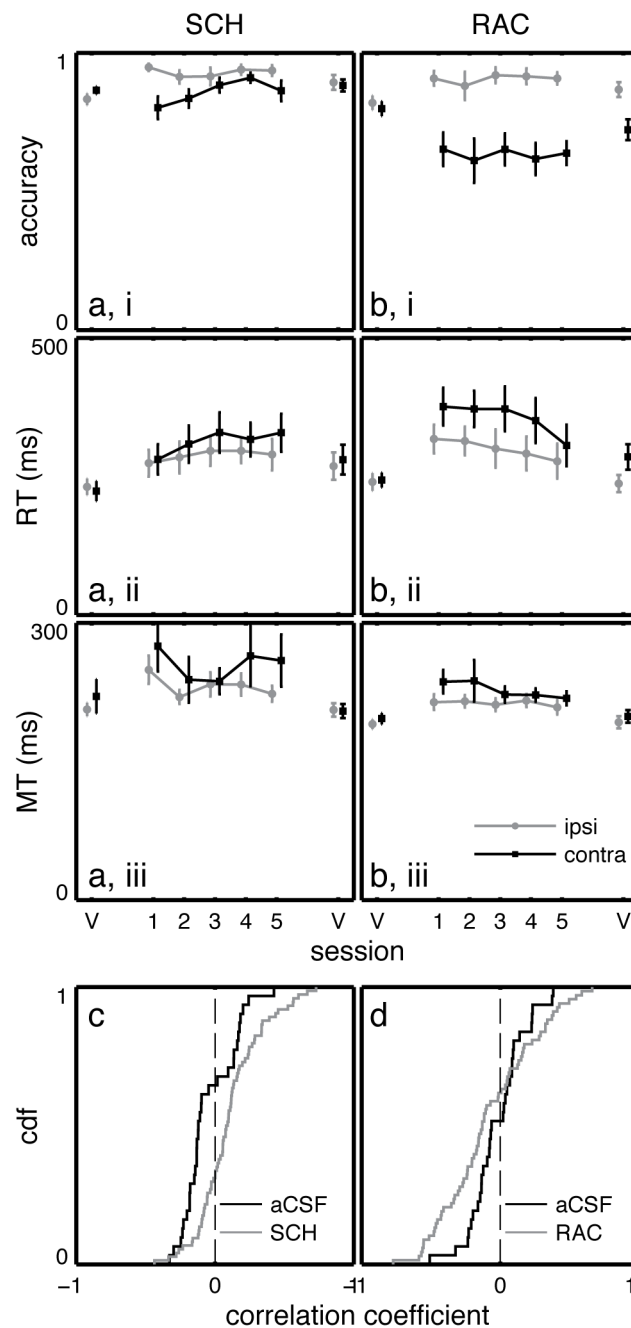 SCH RAC
1
accuracy
0
a, i b, i
500
RT (ms)
0
a, ii b, ii
300
MT (ms)
0
a, iii b, iii
ipsi
contra
V 1 2 3 4 5 V V 1 2 3 4 5 V
session
1
c d
cdf
0
aCSF aCSF
SCH RAC
−1 0 −11 0 1
correlation coefficient